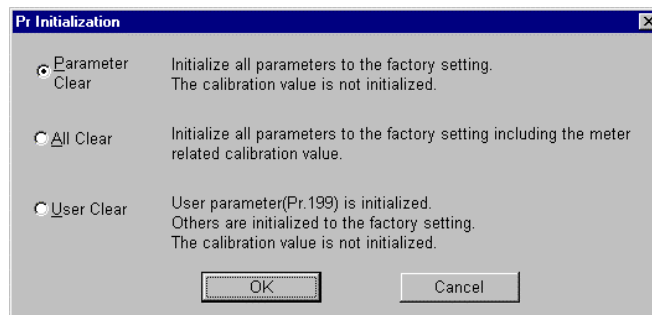 Pr Initialization
Parameter Clear
Initialize all parameters to the factory setting.
The calibration value is not initialized.
All Clear
Initialize all parameters to the factory setting including the meter
related calibration value.
User Clear
User parameter(Pr.199) is initialized.
Others are initialized to the factory setting.
The calibration value is not initialized.
OK
Cancel